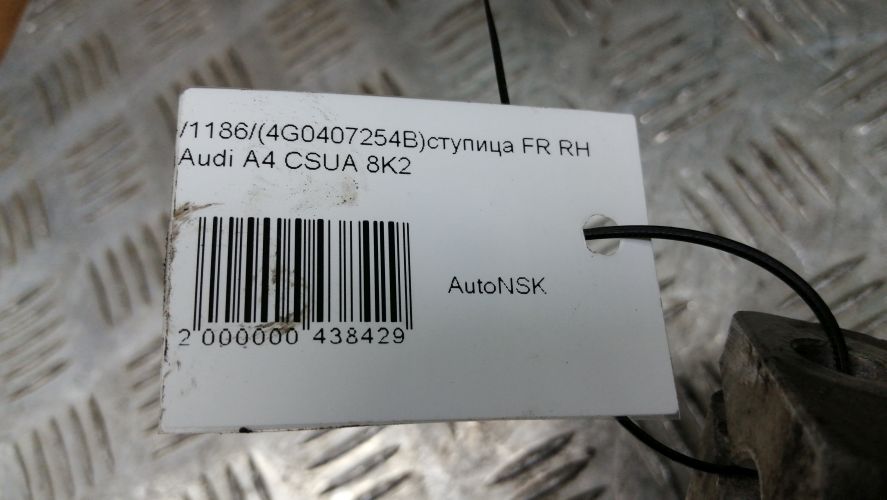 /1186/(4G0407254B)ступица FR RH
Audi A4 CSUA 8K2
AutoNSK
2 000000 438429